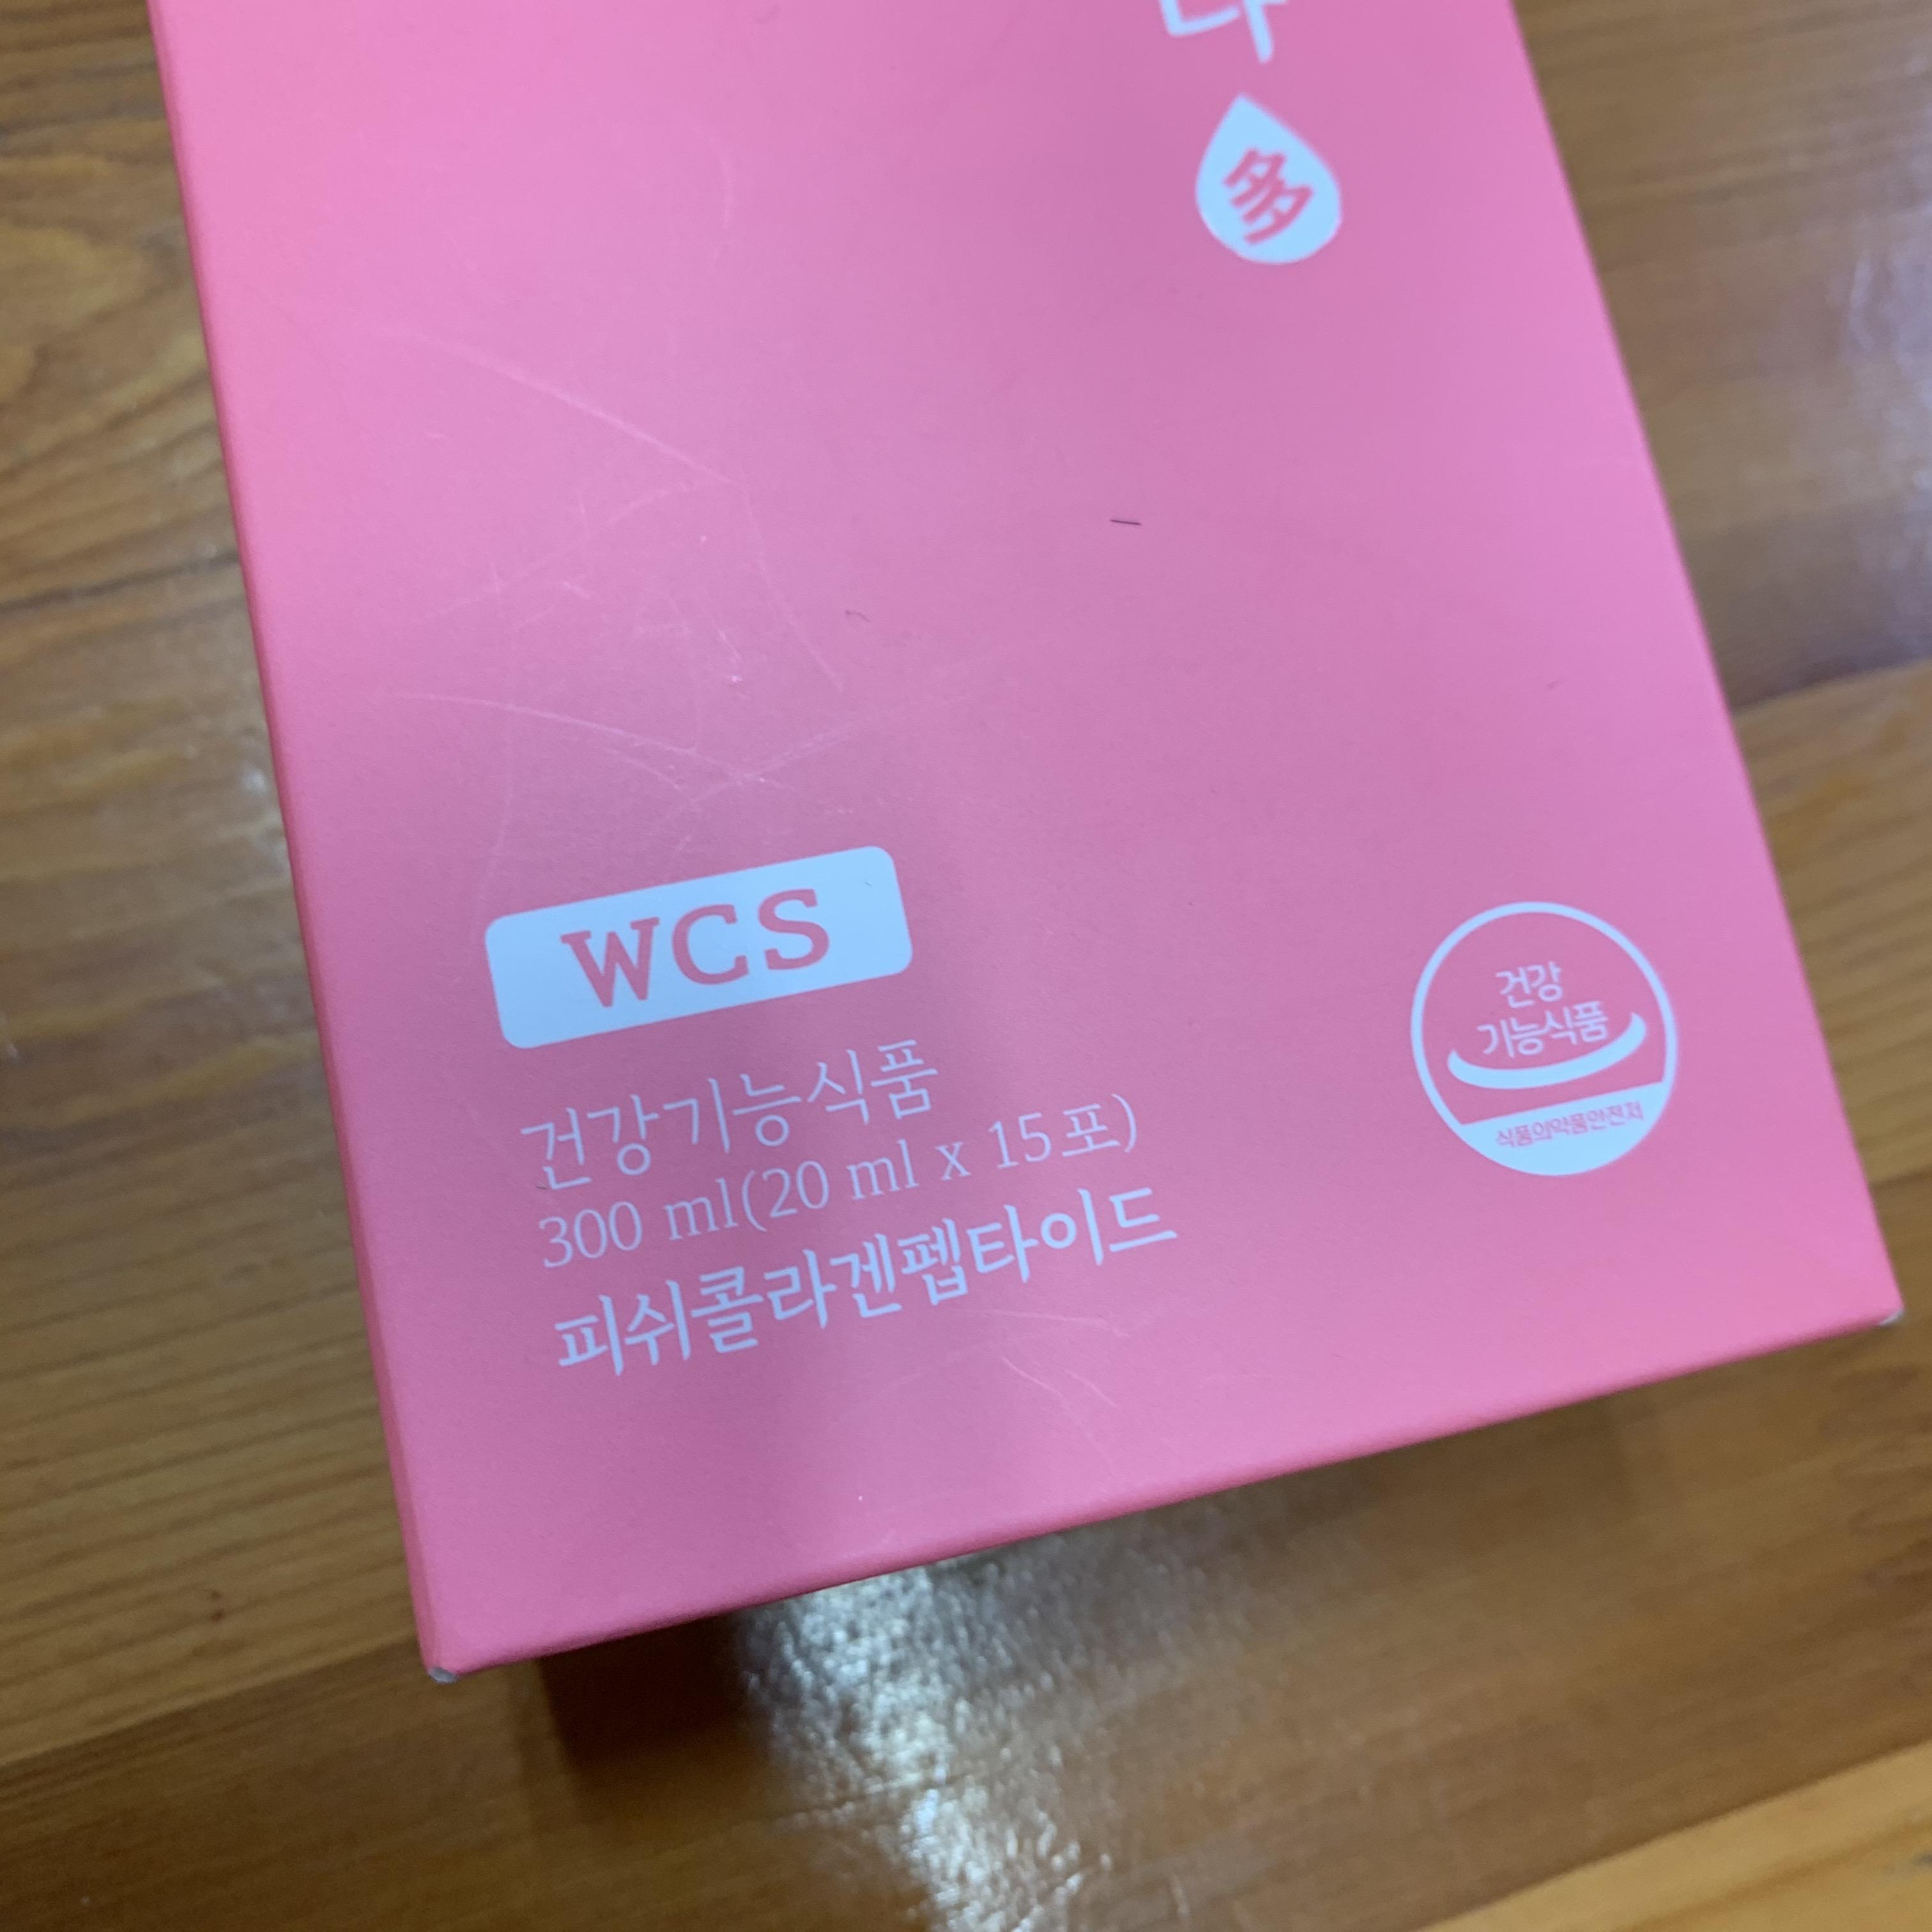 多
WCS
건강기능식품
300 ml(20 ml x 15포)
피쉬콜라겐펩타이드
건강
기능식품
식품의약품안전처